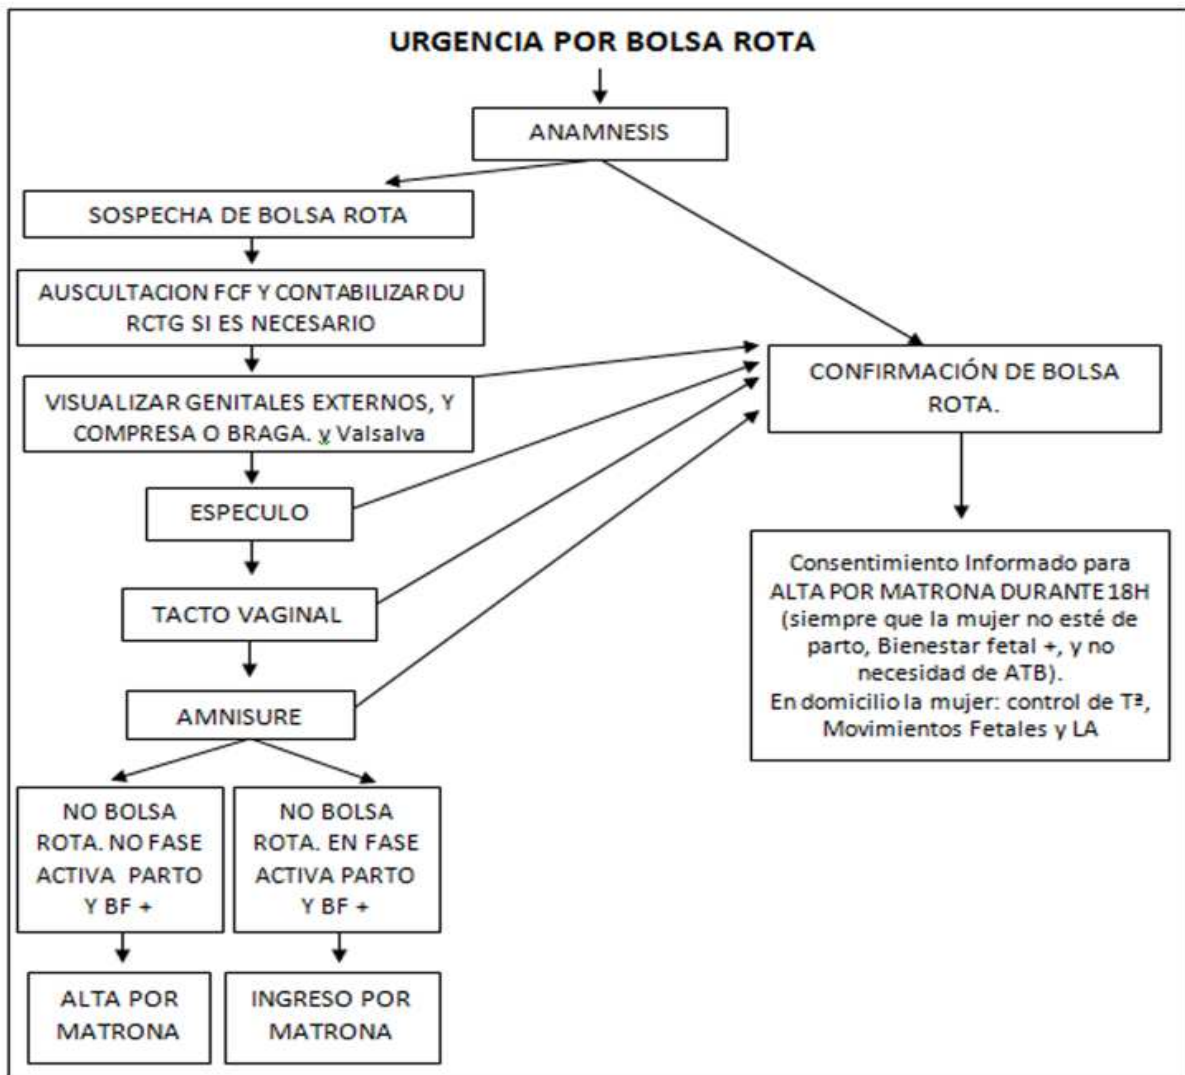 URGENCIA POR BOLSA ROTA
ANAMNESIS
SOSPECHA DE BOLSA ROTA
AUSCULTACION FCF Y CONTABILIZAR DU
RCTG SI ES NECESARIO
VISUALIZAR GENITALES EXTERNOS, Y
COMPRESA O BRAGA. y Valsalva
ESPECULO
TACTO VAGINAL
AMNISURE
NO BOLSA
ROTA. NO FASE
ACTIVA PARTO
Y BF +
NO BOLSA
ROTA. EN FASE
ACTIVA PARTO
Y BF +
ALTA POR
MATRONA
INGRESO POR
MATRONA
CONFIRMACIÓN DE BOLSA
ROTA.
Consentimiento Informado para
ALTA POR MATRONA DURANTE 18H
(siempre que la mujer no esté de
parto, Bienestar fetal +, y no
necesidad de ATB).
En domicilio la mujer: control de Tª,
Movimientos Fetales y LA